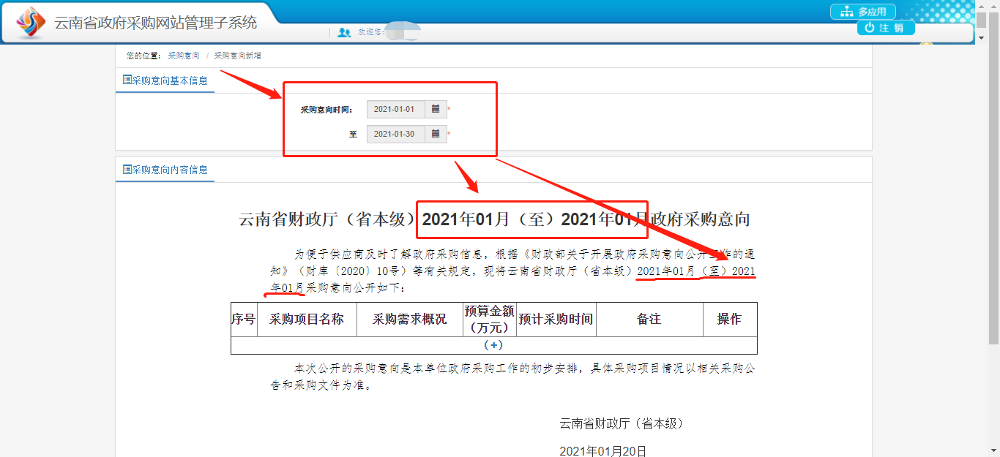 云南省政府采购网站管理子系统
多应用
欢迎您:
注 销
您的位置： 采购意向 / 采购意向新增
采购意向基本信息
采购意向时间： 2021-01-01 *
至 2021-01-30 *
采购意向内容信息
云南省财政厅（省本级）2021年01月（至）2021年01月政府采购意向
为便于供应商及时了解政府采购信息，根据《财政部关于开展政府采购意向公开工作的通
知》（财库〔2020〕10号）等有关规定，现将云南省财政厅（省本级）2021年01月（至）2021
年01月采购意向公开如下：
序号 采购项目名称 采购需求概况 预算金额（万元） 预计采购时间 备注 操作
(+)
本次公开的采购意向是本单位政府采购工作的初步安排，具体采购项目情况以相关采购公
告和采购文件为准。
云南省财政厅（省本级）
2021年01月20日